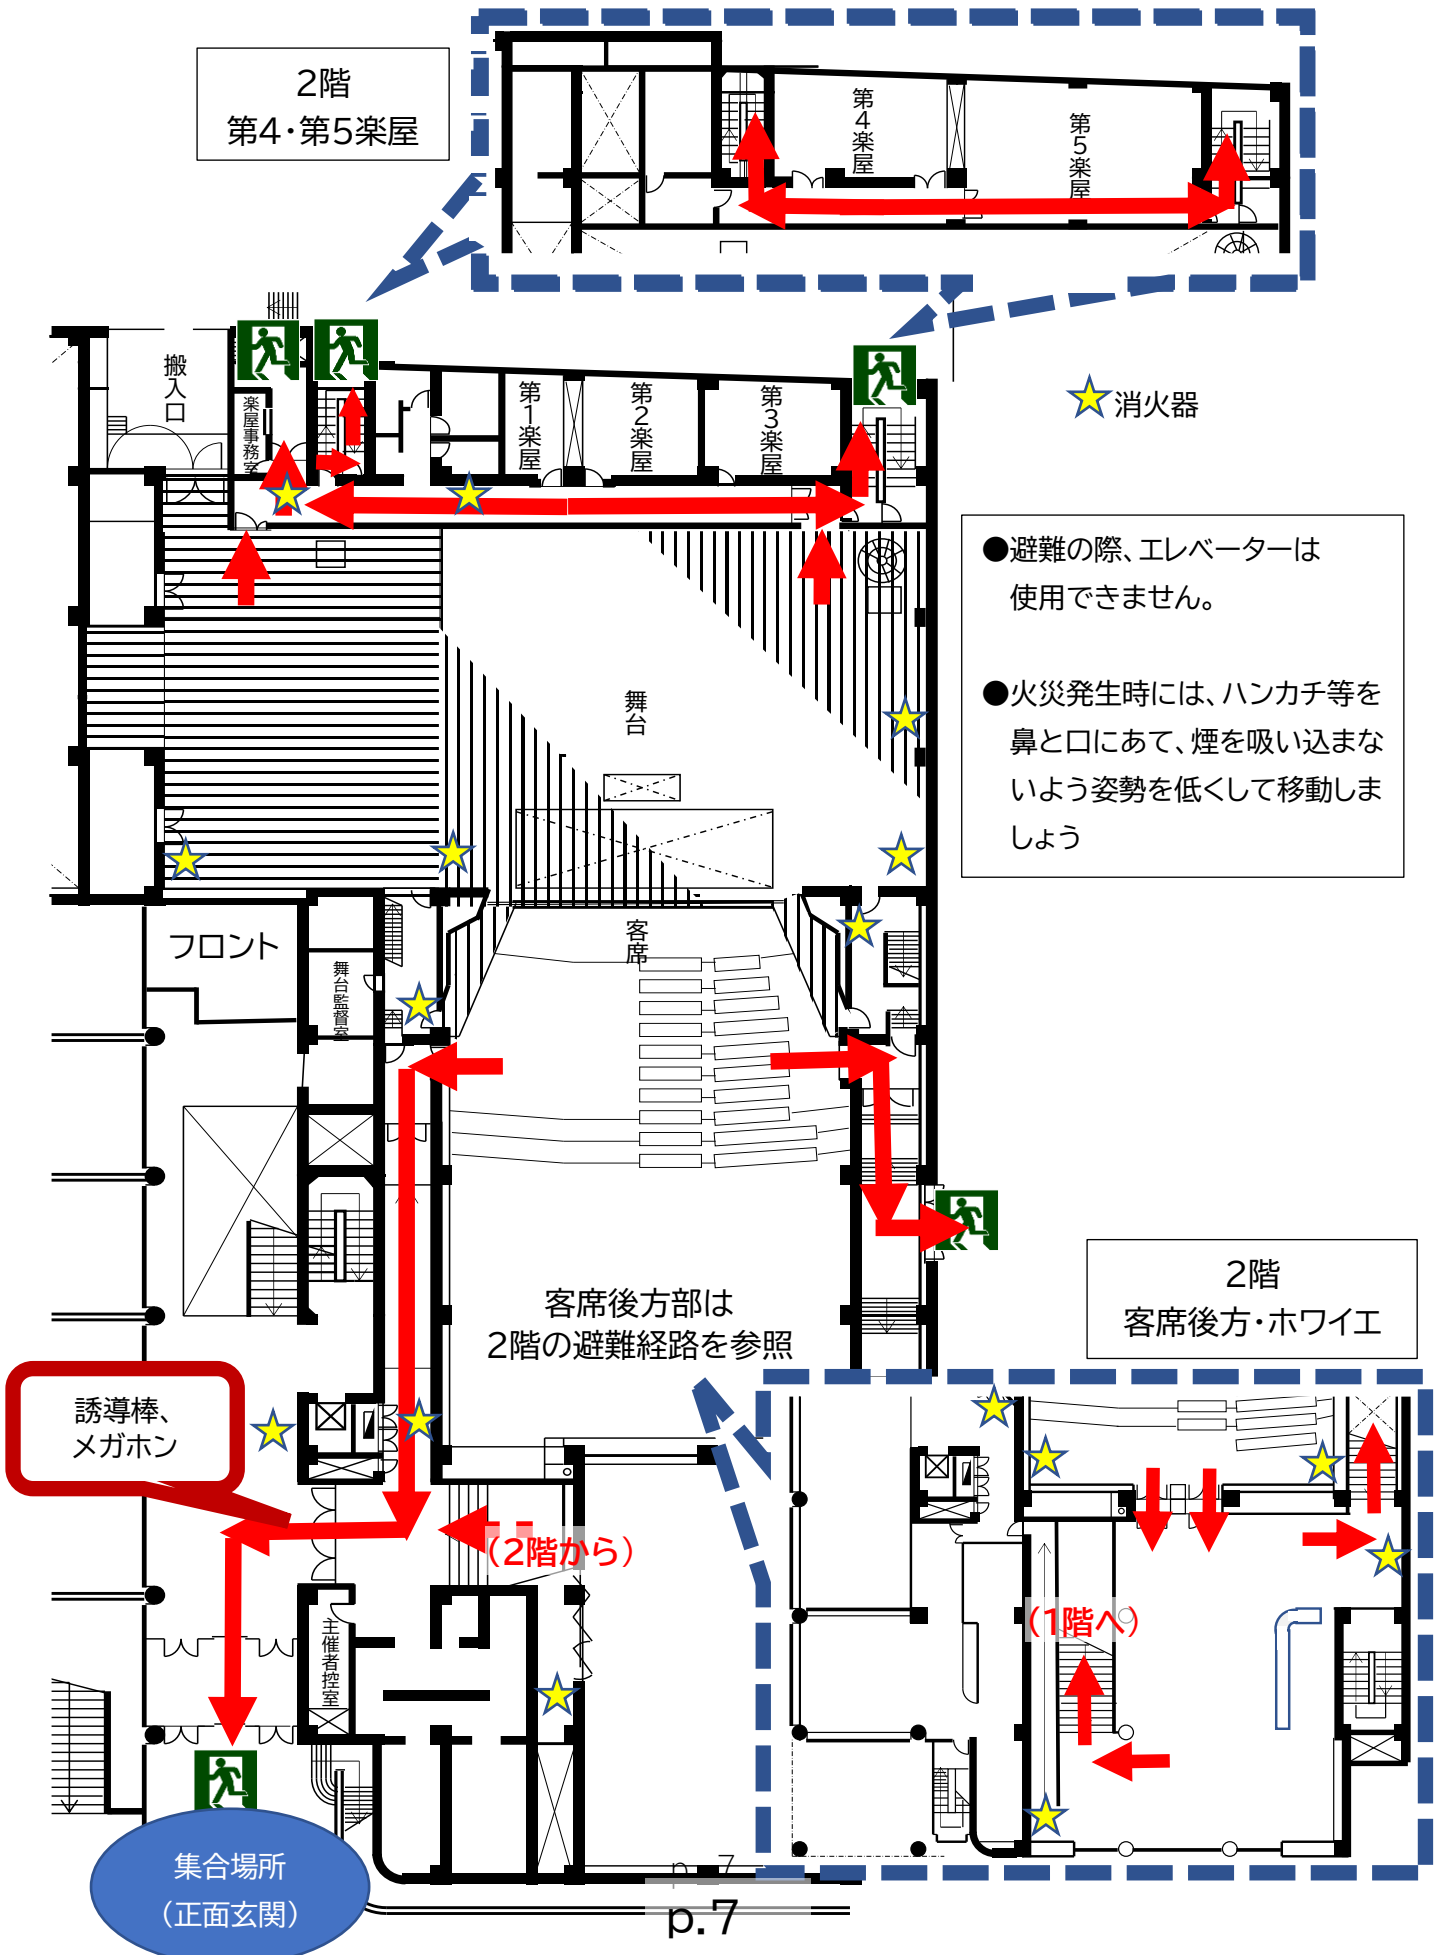 2階
第4・第5楽屋
第4楽屋
第5楽屋
搬入口
楽屋事務室
第1楽屋
第2楽屋
第3楽屋
消火器
●避難の際、エレベーターは
使用できません。
●火災発生時には、ハンカチ等を
鼻と口にあて、煙を吸い込まな
いよう姿勢を低くして移動しま
しょう
舞台
客席
フロント
舞台監督室
客席後方部は
2階の避難経路を参照
2階
客席後方・ホワイエ
誘導棒、
メガホン
(2階から)
(1階へ)
主催者控室
集合場所
(正面玄関)
p.7